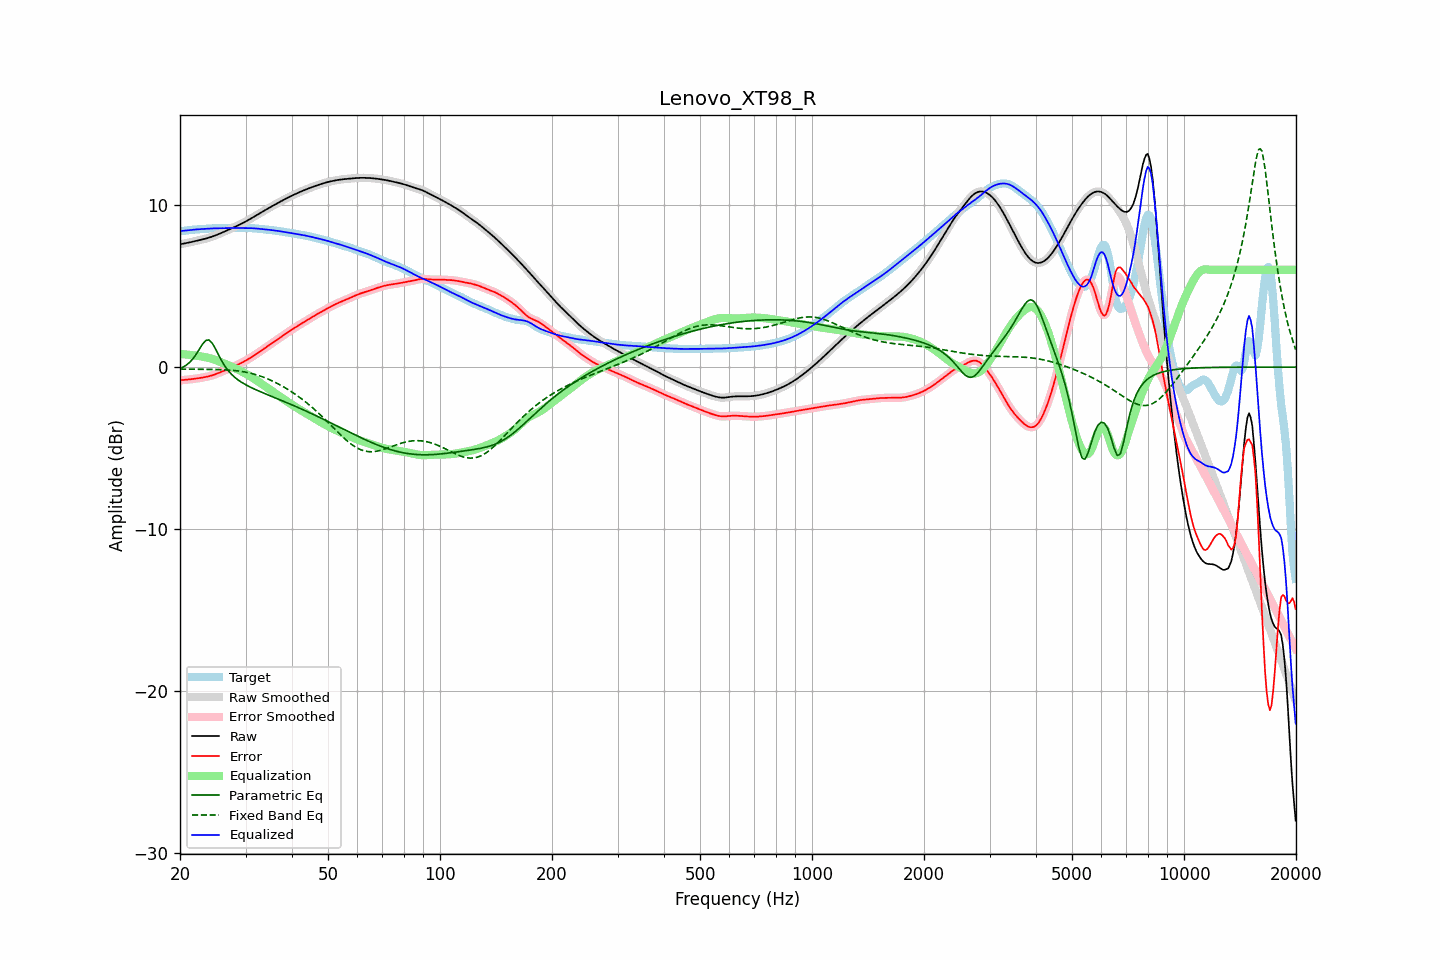 Lenovo_XT98_R
Amplitude (dBr)
10
0
−10
−20
−30
Target
Raw Smoothed
Error Smoothed
Raw
Error
Equalization
Parametric Eq
Fixed Band Eq
Equalized
20 50 100 200 500 1000 2000 5000 10000 20000
Frequency (Hz)